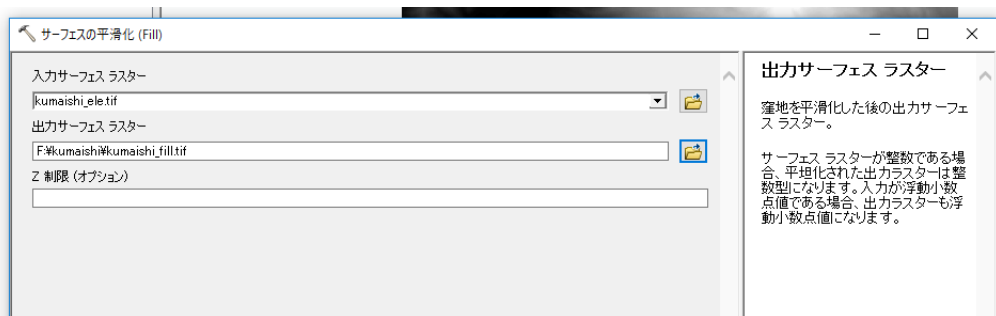 サーフェスの平滑化 (Fill)
入力サーフェス ラスター
kumaishi_ele.tif
出力サーフェス ラスター
F:¥kumaishi¥kumaishi_fill.tif
Z 制限 (オプション)
出力サーフェス ラスター
窪地を平滑化した後の出力サーフェ
ス ラスター。
サーフェス ラスターが整数である場
合、平坦化された出力ラスターは整
数型になります。入力が浮動小数
点値である場合、出力ラスターも浮
動小数点値になります。